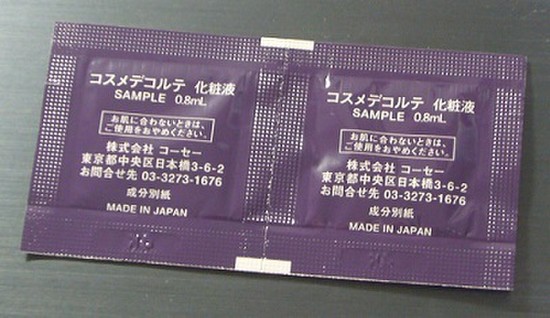 コスメデコルテ 化粧液
SAMPLE 0.8mL
お肌に合わないときは、
ご使用をおやめください。
株式会社 コーセー
東京都中央区日本橋3-6-2
お問合せ先 03-3273-1676
成分別紙
MADE IN JAPAN
コスメデコルテ 化粧液
SAMPLE 0.8mL
お肌に合わないときは、
ご使用をおやめください。
株式会社 コーセー
東京都中央区日本橋3-6-2
お問合せ先 03-3273-1676
成分別紙
MADE IN JAPAN